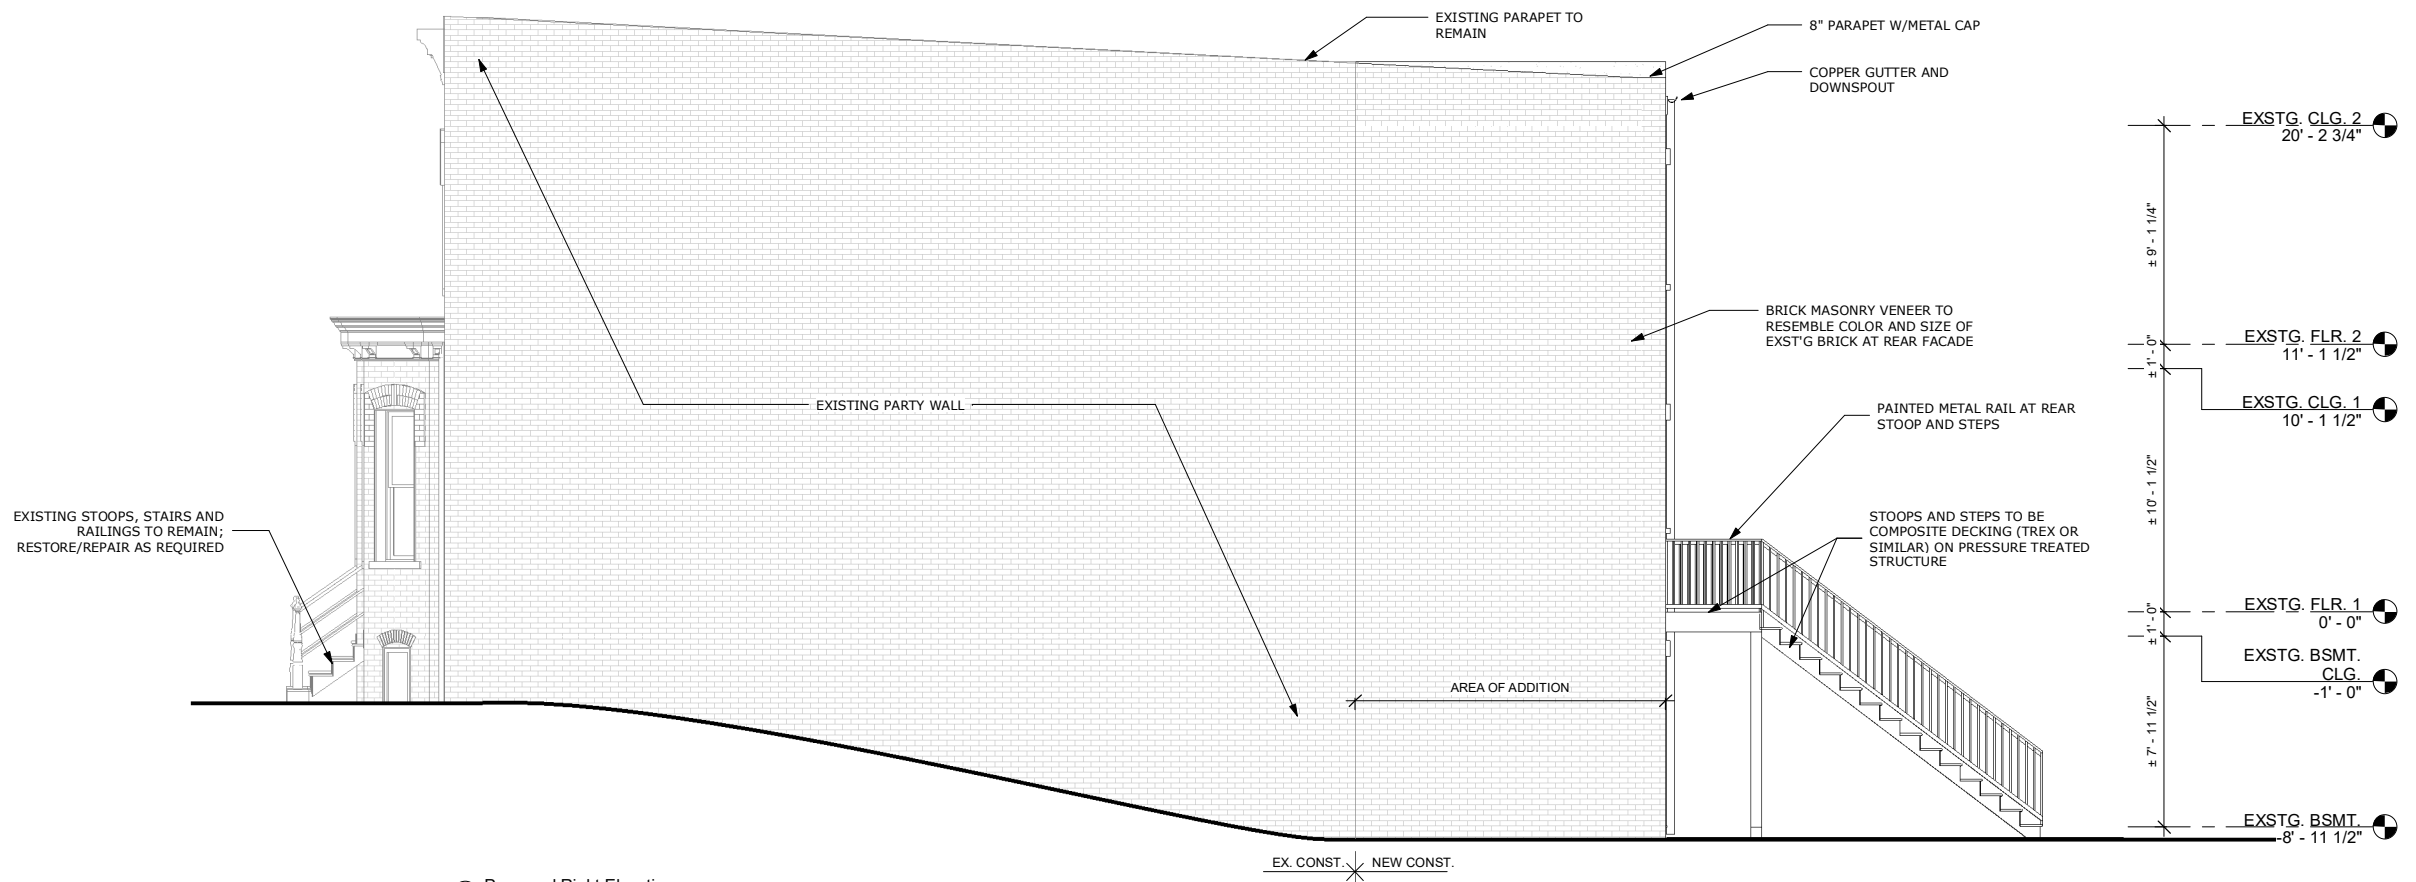 EXISTING PARAPET TO
REMAIN
8" PARAPET W/METAL CAP
COPPER GUTTER AND
DOWNSPOUT
EXSTG. CLG. 2
20' - 2 3/4"
± 9' - 1 1/4"
BRICK MASONRY VENEER TO
RESEMBLE COLOR AND SIZE OF
EXST'G BRICK AT REAR FACADE
EXSTG. FLR. 2
11' - 1 1/2"
± 1' - 0"
EXSTG. CLG. 1
10' - 1 1/2"
EXISTING PARTY WALL
PAINTED METAL RAIL AT REAR
STOOP AND STEPS
± 10' - 1 1/2"
EXISTING STOOPS, STAIRS AND
RAILINGS TO REMAIN;
RESTORE/REPAIR AS REQUIRED
STOOPS AND STEPS TO BE
COMPOSITE DECKING (TREX OR
SIMILAR) ON PRESSURE TREATED
STRUCTURE
EXSTG. FLR. 1
0' - 0"
± 1' - 0"
EXSTG. BSMT.
CLG.
-1' - 0"
AREA OF ADDITION
± 7' - 11 1/2"
EXSTG. BSMT.
-8' - 11 1/2"
EX. CONST.
NEW CONST.